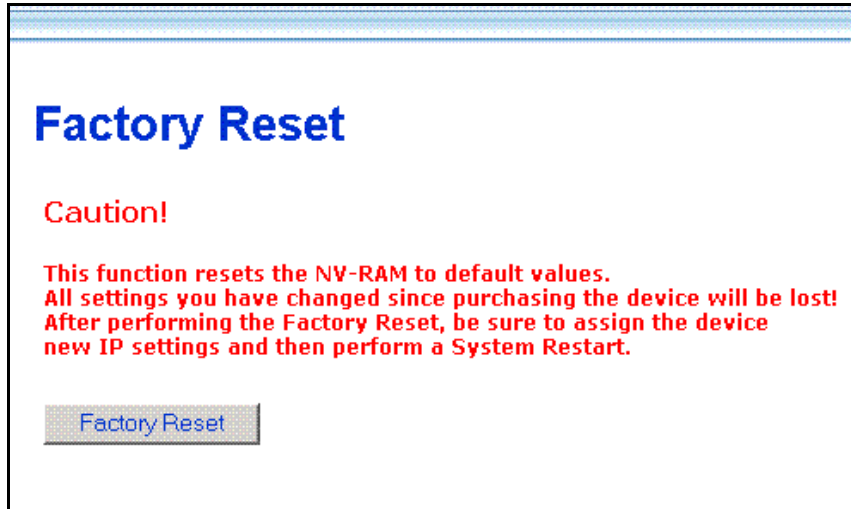 Factory Reset
Caution!
This function resets the NV-RAM to default values.
All settings you have changed since purchasing the device will be lost!
After performing the Factory Reset, be sure to assign the device
new IP settings and then perform a System Restart.
Factory Reset